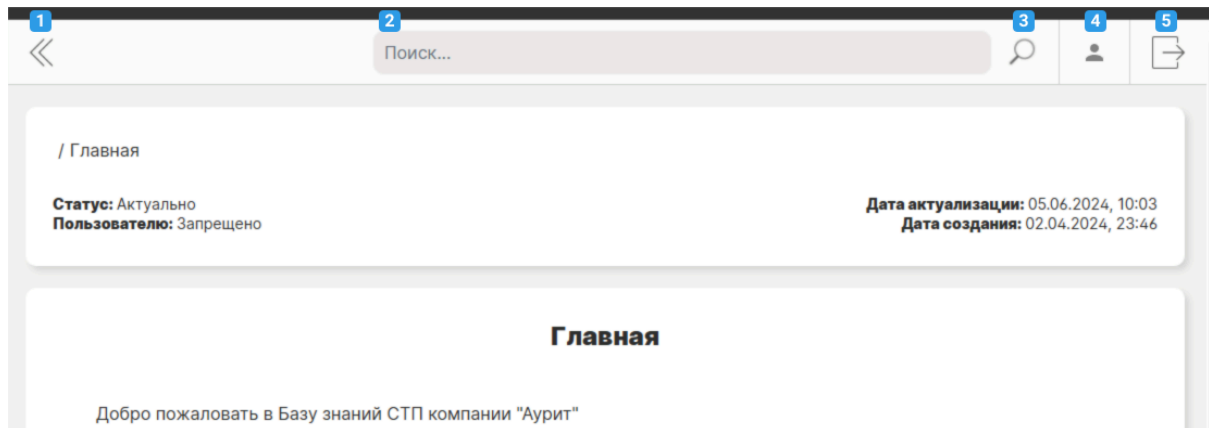 1 2 3 4 5
Поиск...
/ Главная
Статус: Актуально
Пользователю: Запрещено
Дата актуализации: 05.06.2024, 10:03
Дата создания: 02.04.2024, 23:46
Главная
Добро пожаловать в Базу знаний СТП компании "Аурит"